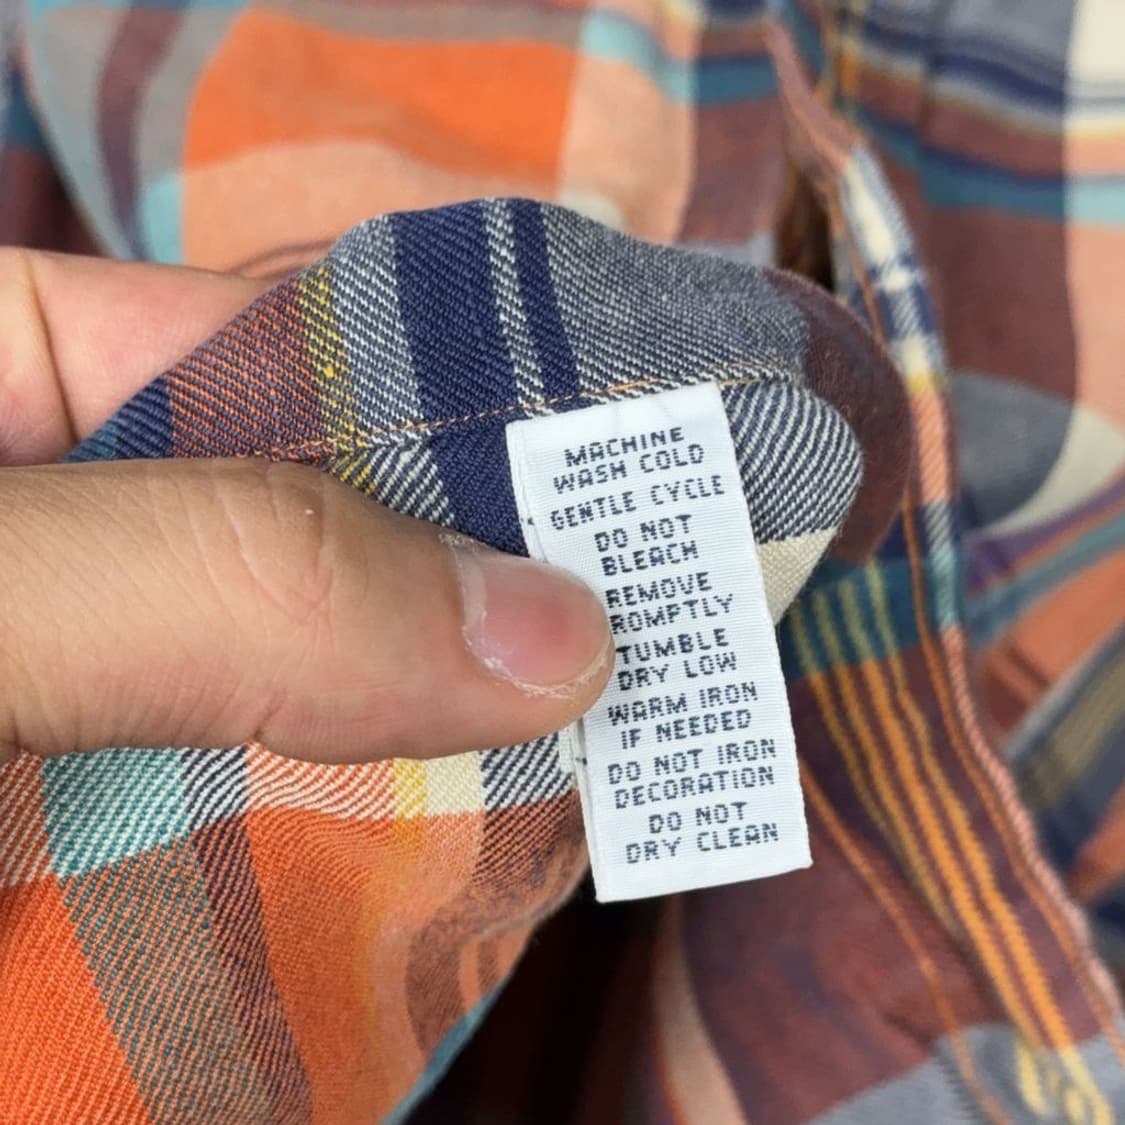 MACHINE
WASH COLD
GENTLE CYCLE
DO NOT
BLEACH
REMOVE
ROMPTLY
TUMBLE
DRY LOW
WARM IRON
IF NEEDED
DO NOT IRON
DECORATION
DO NOT
DRY CLEAN